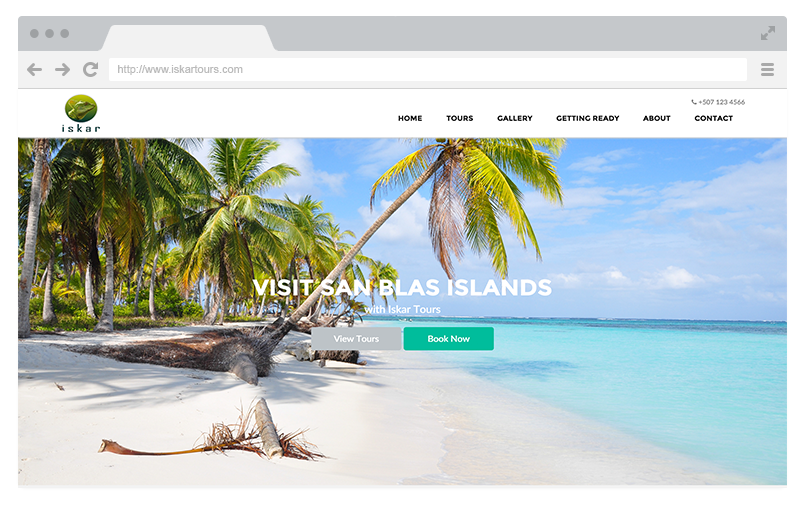 http://www.iskartours.com
iskar
+507 123 4566
HOME TOURS GALLERY GETTING READY ABOUT CONTACT
VISIT SAN BLAS ISLANDS
with Iskar Tours
View Tours Book Now